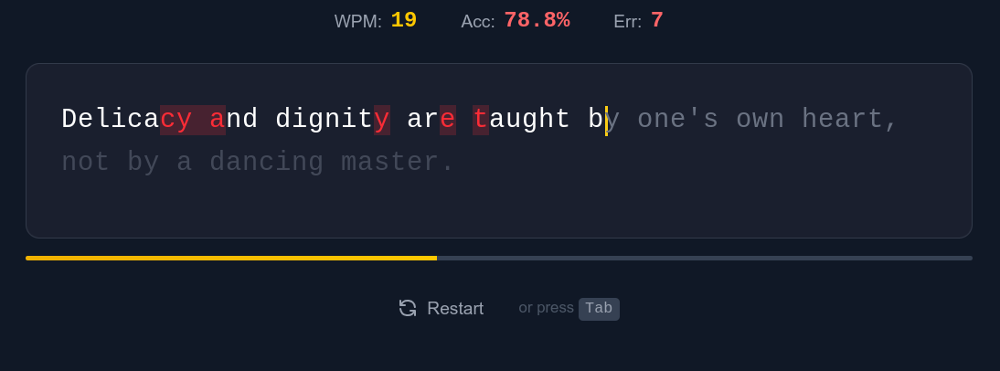 WPM: 19 Acc: 78.8% Err: 7
Delicacy and dignity are taught by one's own heart,
not by a dancing master.
Restart or press Tab